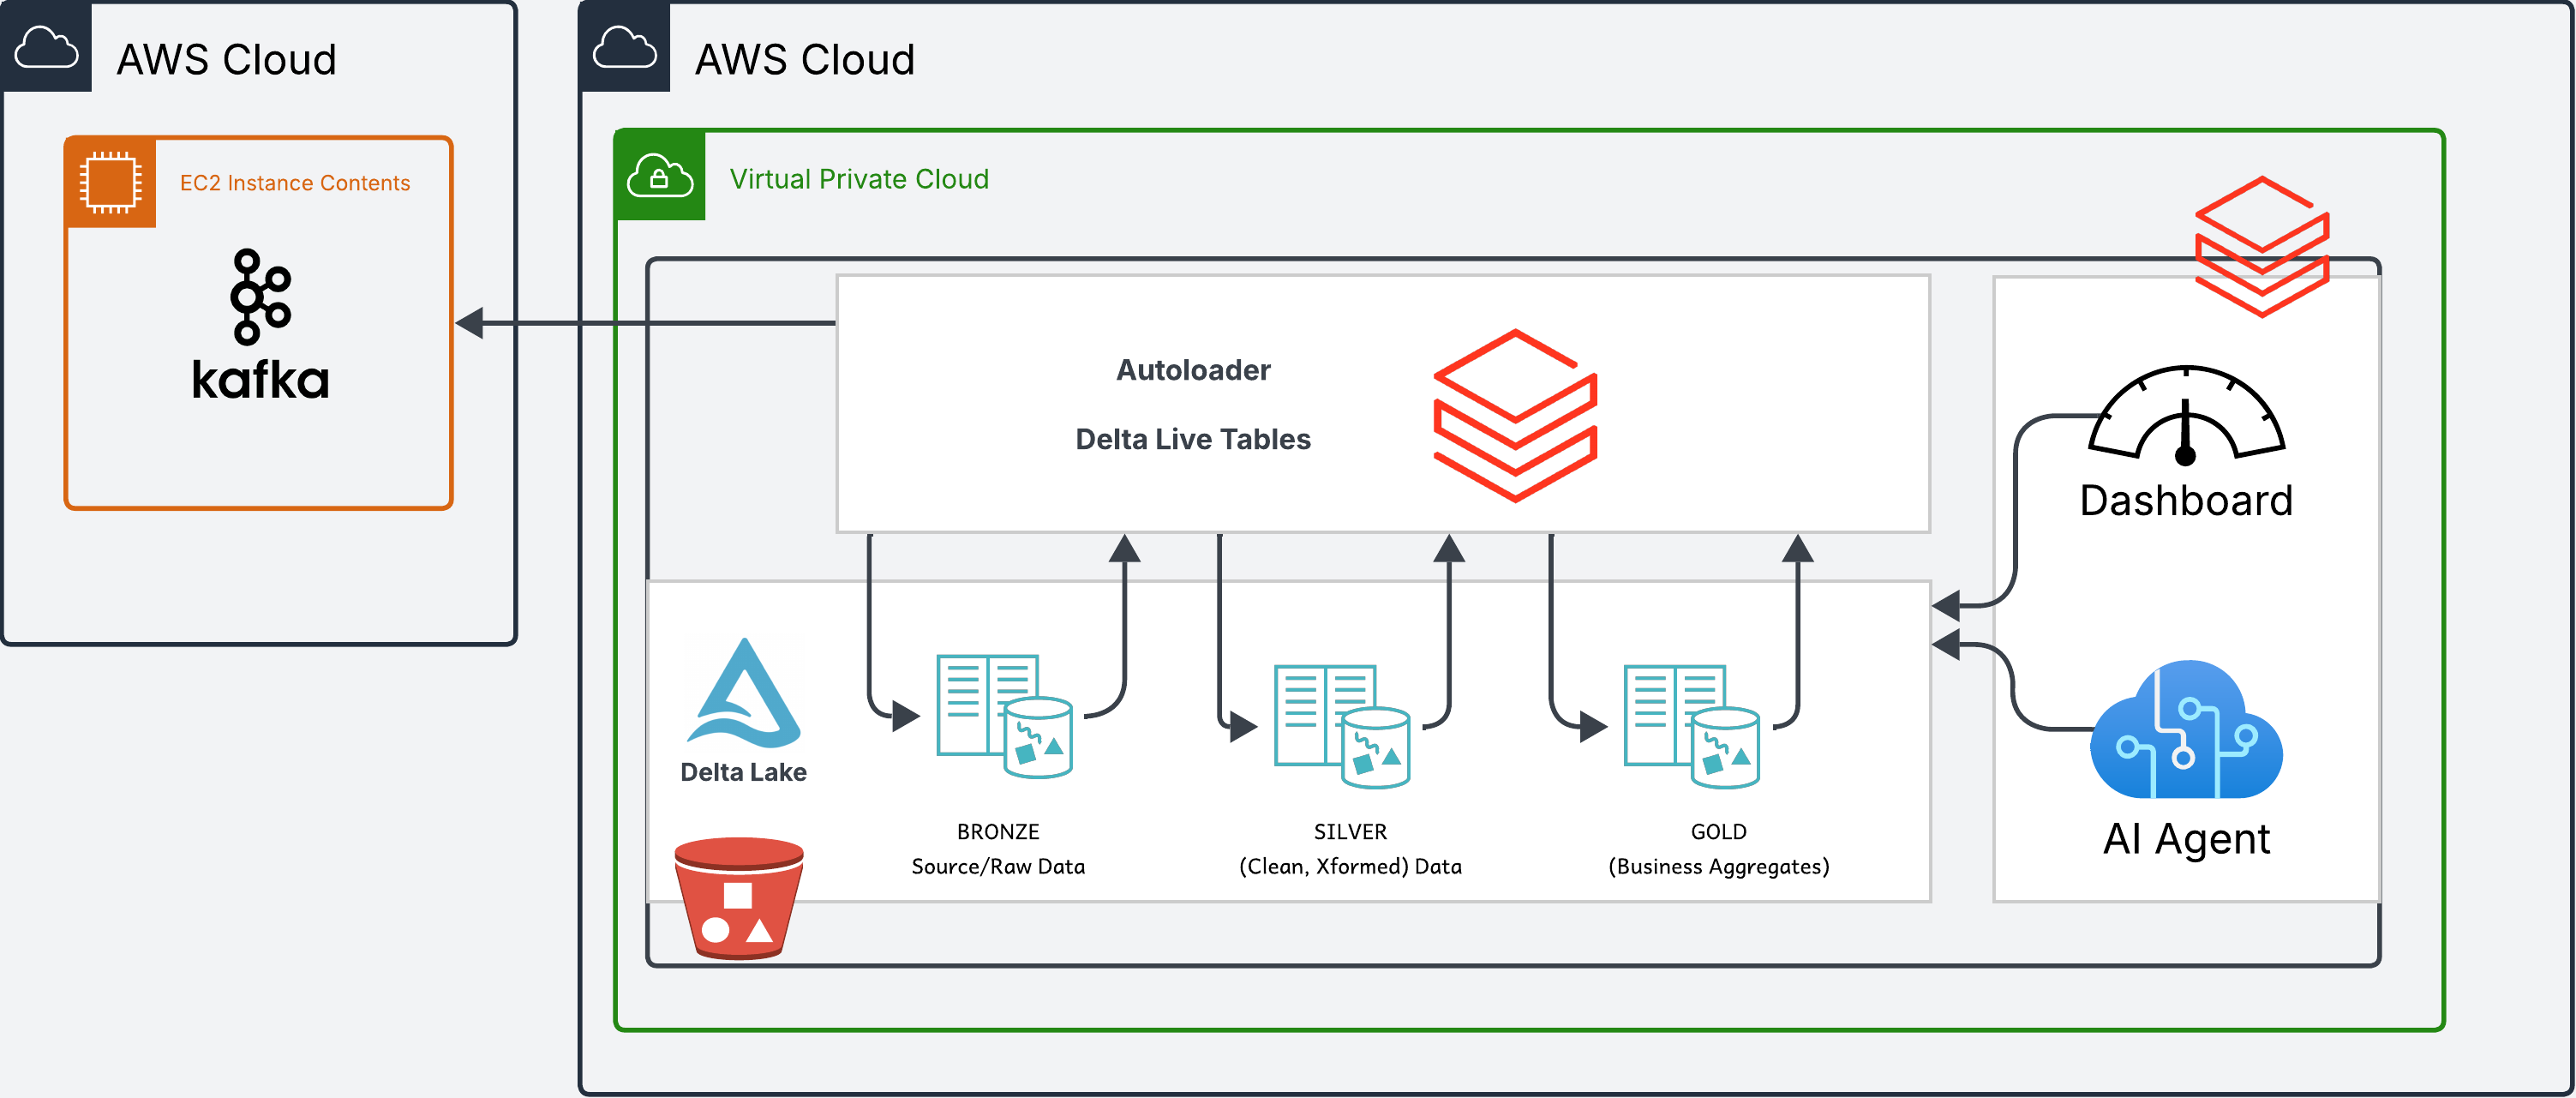 AWS Cloud
EC2 Instance Contents
kafka
AWS Cloud
Virtual Private Cloud
Autoloader
Delta Live Tables
Dashboard
AI Agent
Delta Lake
BRONZE
Source/Raw Data
SILVER
(Clean, Xformed) Data
GOLD
(Business Aggregates)